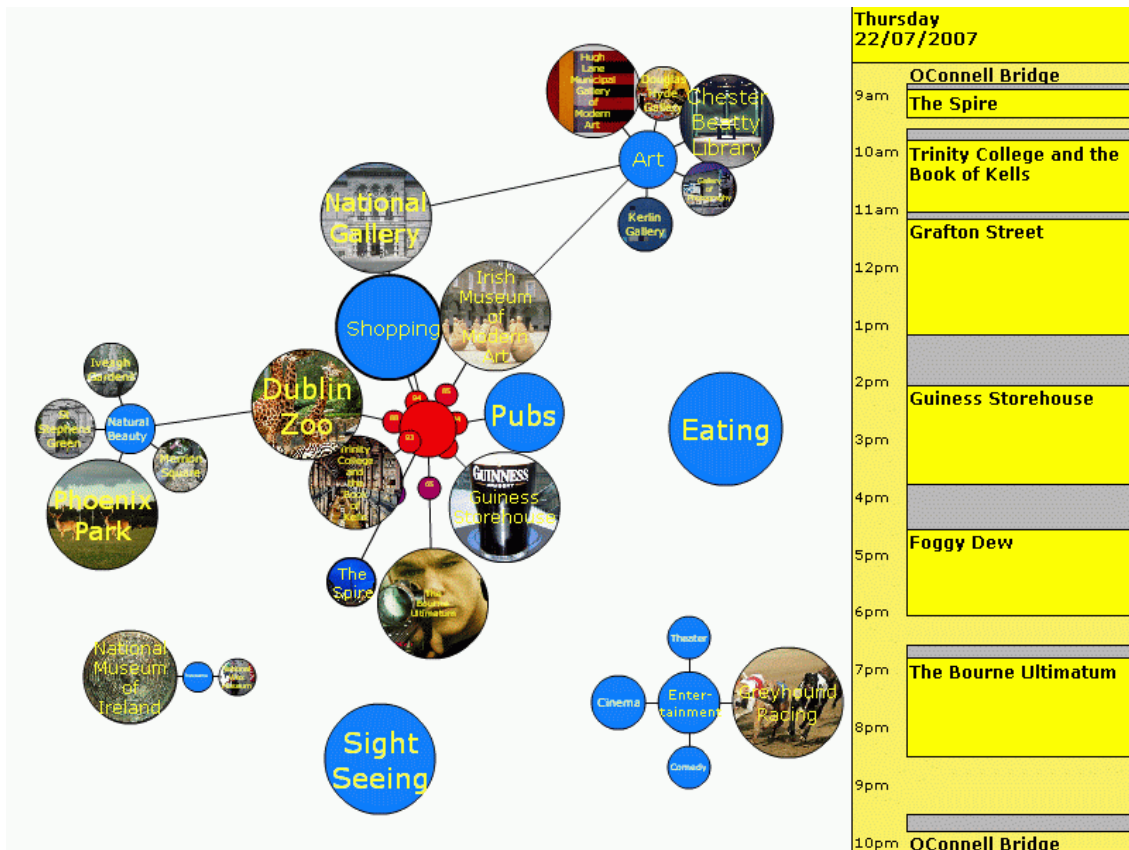 Hugh
Lane
Municipal
Gallery
of
Modern
Art
Douglas
Hyde
Gallery
Chester
Beatty
Library
Art
Gallery
of
Photography
Kerlin
Gallery
National
Gallery
Shopping
Irish
Museum
of
Modern
Art
Iveagh
Gardens
St
Stephens
Green
Natural
Beauty
Merrion
Square
Phoenix
Park
Dublin
Zoo
Trinity
College
and
the
Book
of
Kells
Pubs
GUINNESS
Guiness
Storehouse
Eating
The
Spire
The
Bourne
Ultimatum
National
Museum
of
Ireland
Sight
Seeing
Theater
Cinema
Enter-
tainment
Comedy
Greyhound
Racing
Thursday
22/07/2007
OConnell Bridge
9am
The Spire
10am
Trinity College and the
Book of Kells
11am
Grafton Street
12pm
1pm
2pm
Guiness Storehouse
3pm
4pm
Foggy Dew
5pm
6pm
7pm
The Bourne Ultimatum
8pm
9pm
10pm
OConnell Bridge